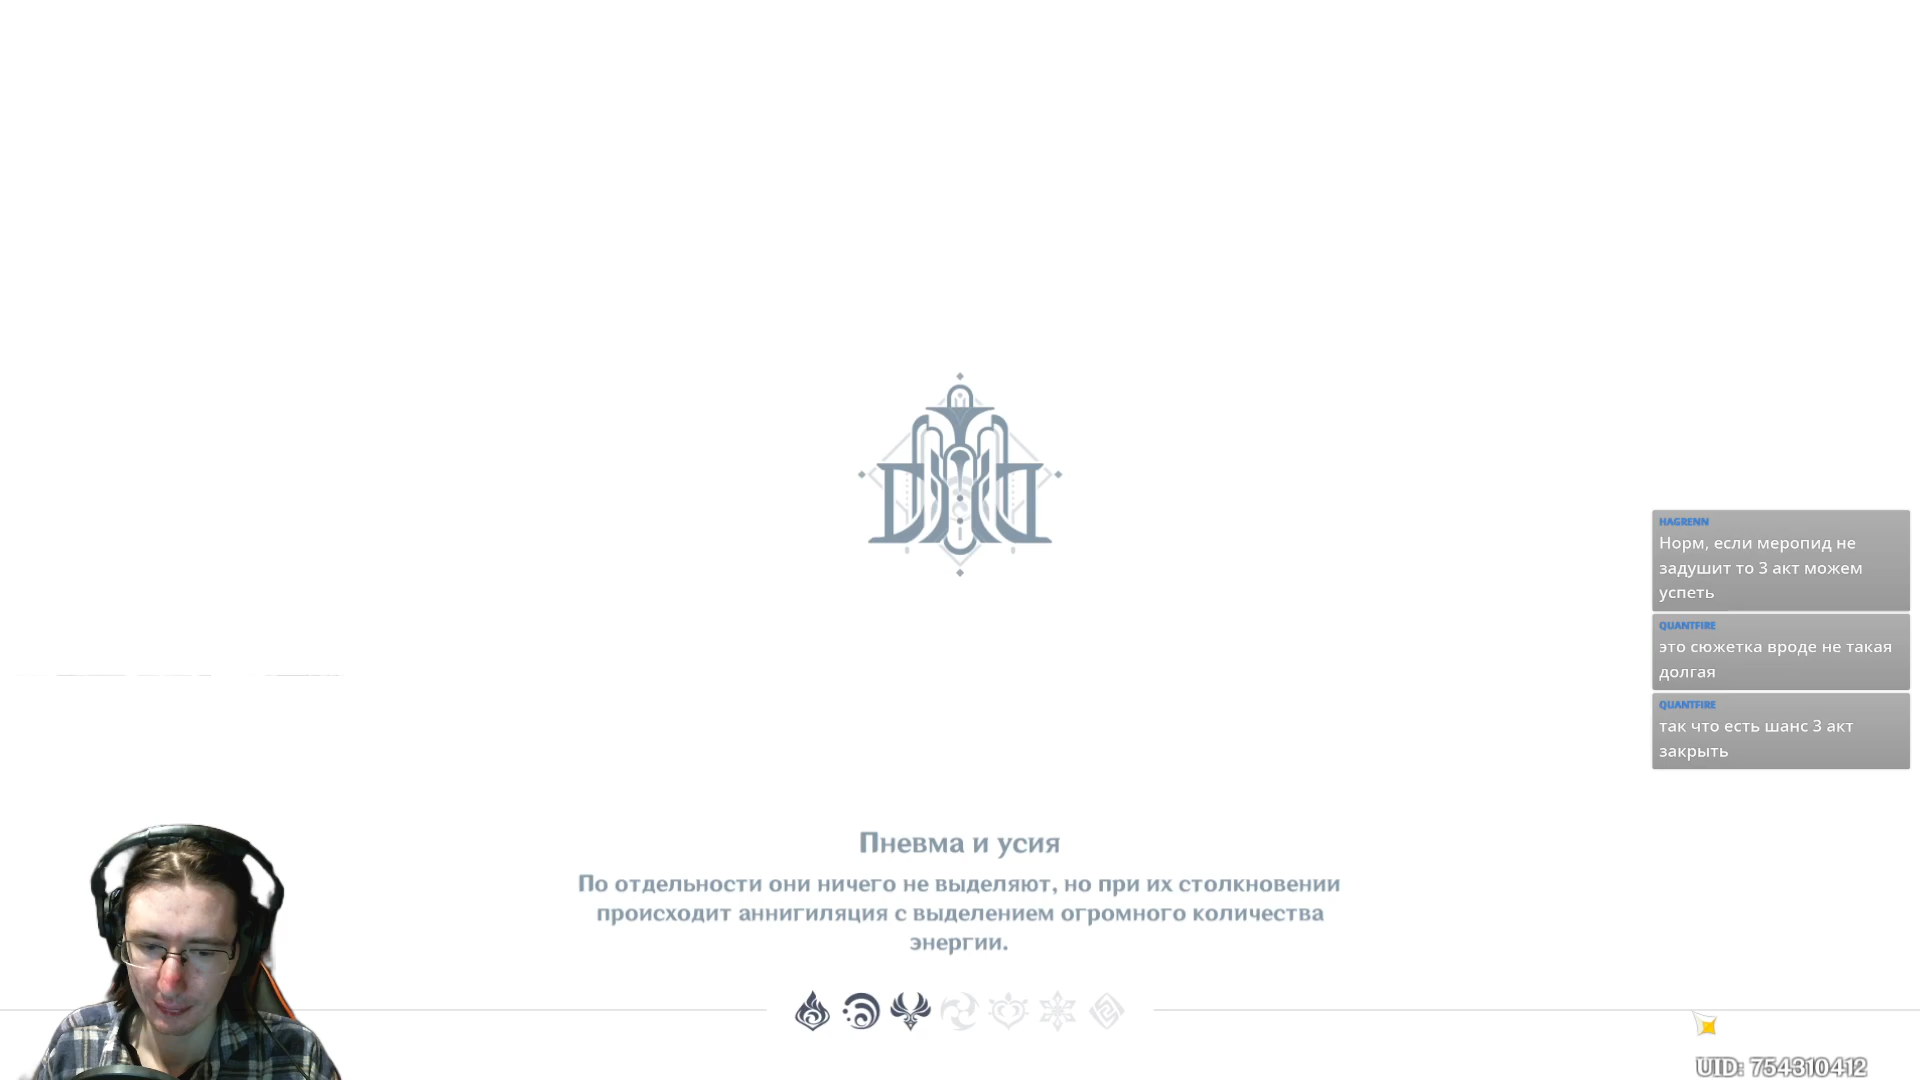 HAGRENN
Норм, если меропид не
задушит то 3 акт можем
успеть
QUANTFIRE
это сюжетка вроде не такая
долгая
QUANTFIRE
так что есть шанс 3 акт
закрыть
Пневма и усия
По отдельности они ничего не выделяют, но при их столкновении
происходит аннигиляция с выделением огромного количества
энергии.
UID: 754310412